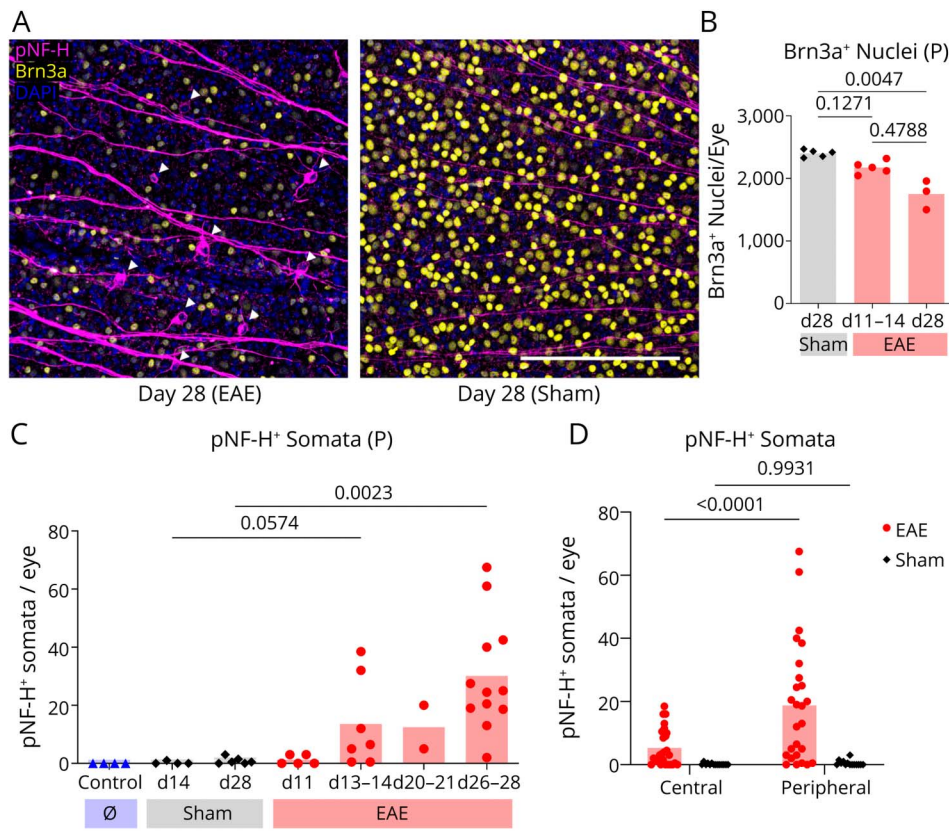 A
pNF-H
Brn3a
DAPI
Day 28 (EAE)
Day 28 (Sham)
B
Brn3a⁺ Nuclei (P)
0.0047
0.1271
0.4788
Brn3a⁺ Nuclei/Eye
3,000
2,000
1,000
0
d28 d11–14 d28
Sham EAE
C
pNF-H⁺ Somata (P)
0.0023
0.0574
pNF-H⁺ somata / eye
80
60
40
20
0
Control d14 d28 d11 d13–14 d20–21 d26–28
Ø Sham EAE
D
pNF-H⁺ Somata
0.9931
<0.0001
EAE
Sham
pNF-H⁺ somata / eye
80
60
40
20
0
Central Peripheral